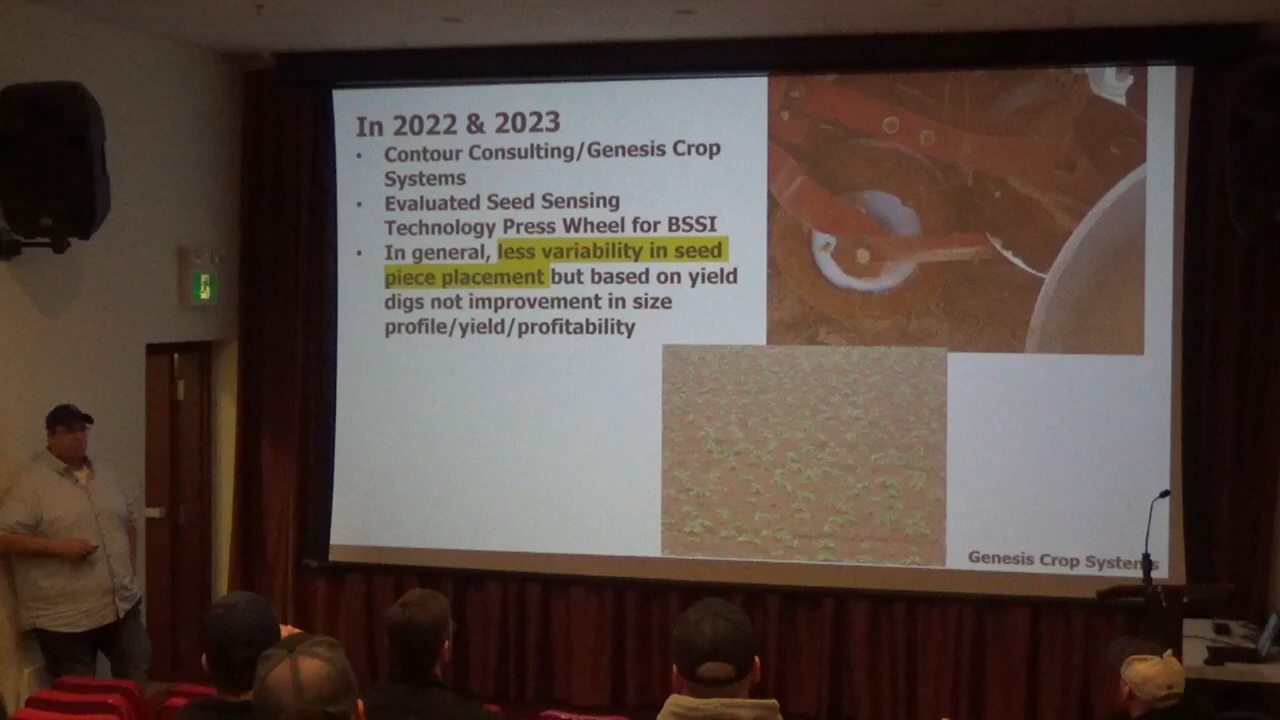 In 2022 & 2023
• Contour Consulting/Genesis Crop
Systems
• Evaluated Seed Sensing
Technology Press Wheel for BSSI
• In general, less variability in seed
piece placement but based on yield
digs not improvement in size
profile/yield/profitability
Genesis Crop Systems